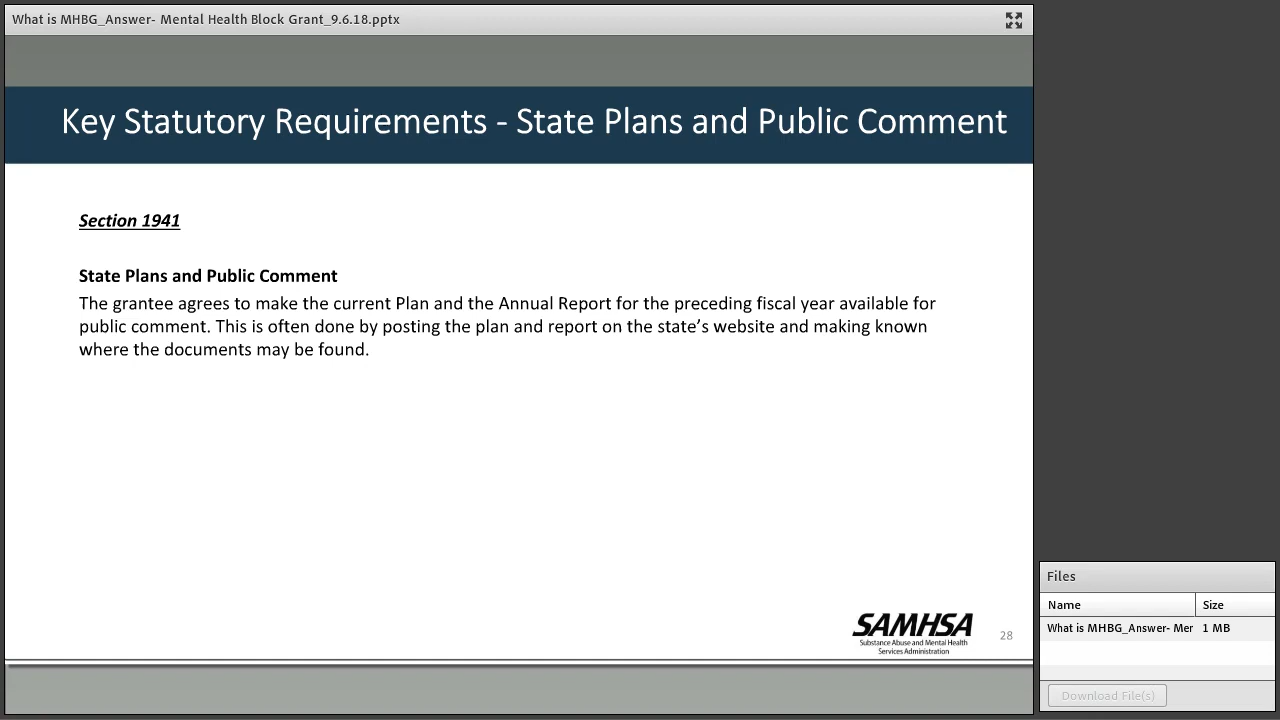 What is MHBG_Answer- Mental Health Block Grant_9.6.18.pptx
Key Statutory Requirements - State Plans and Public Comment
Section 1941
State Plans and Public Comment
The grantee agrees to make the current Plan and the Annual Report for the preceding fiscal year available for
public comment. This is often done by posting the plan and report on the state’s website and making known
where the documents may be found.
SAMHSA
Substance Abuse and Mental Health
Services Administration
28
Files
Name Size
What is MHBG_Answer- Mer 1 MB
Download File(s)